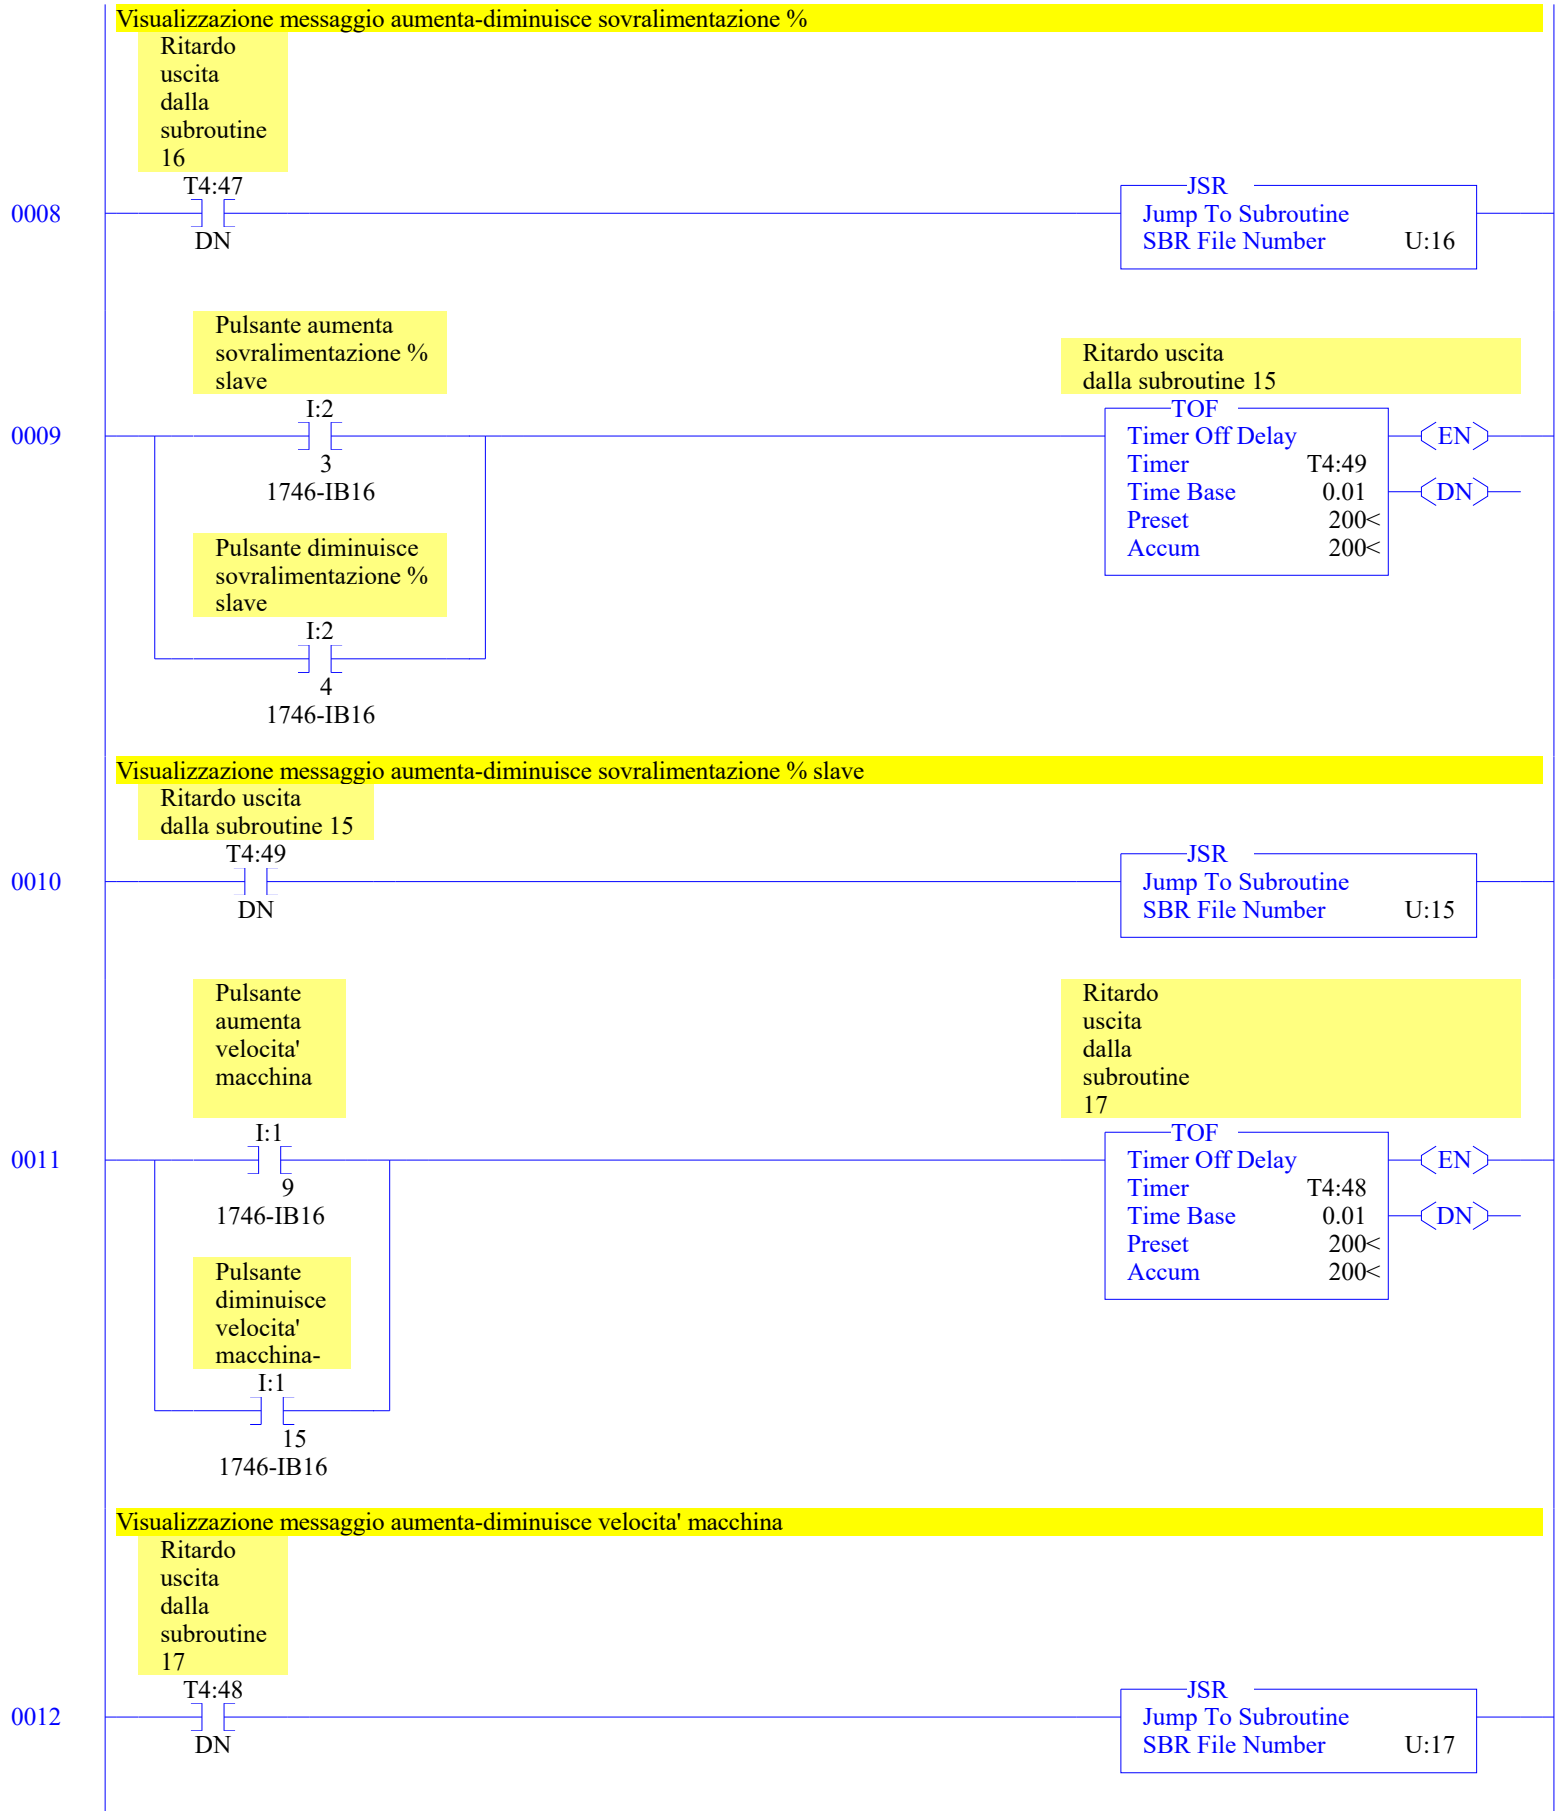 Visualizzazione messaggio aumenta-diminuisce sovralimentazione %
Ritardo
uscita
dalla
subroutine
16
T4:47
DN
0008
JSR
Jump To Subroutine
SBR File Number U:16
Pulsante aumenta
sovralimentazione %
slave
I:2
3
1746-IB16
0009
Ritardo uscita
dalla subroutine 15
TOF
Timer Off Delay
Timer T4:49
Time Base 0.01
Preset 200<
Accum 200<
EN
DN
Pulsante diminuisce
sovralimentazione %
slave
I:2
4
1746-IB16
Visualizzazione messaggio aumenta-diminuisce sovralimentazione % slave
Ritardo uscita
dalla subroutine 15
T4:49
DN
0010
JSR
Jump To Subroutine
SBR File Number U:15
Pulsante
aumenta
velocita'
macchina
I:1
9
1746-IB16
0011
Ritardo
uscita
dalla
subroutine
17
TOF
Timer Off Delay
Timer T4:48
Time Base 0.01
Preset 200<
Accum 200<
EN
DN
Pulsante
diminuisce
velocita'
macchina-
I:1
15
1746-IB16
Visualizzazione messaggio aumenta-diminuisce velocita' macchina
Ritardo
uscita
dalla
subroutine
17
T4:48
DN
0012
JSR
Jump To Subroutine
SBR File Number U:17